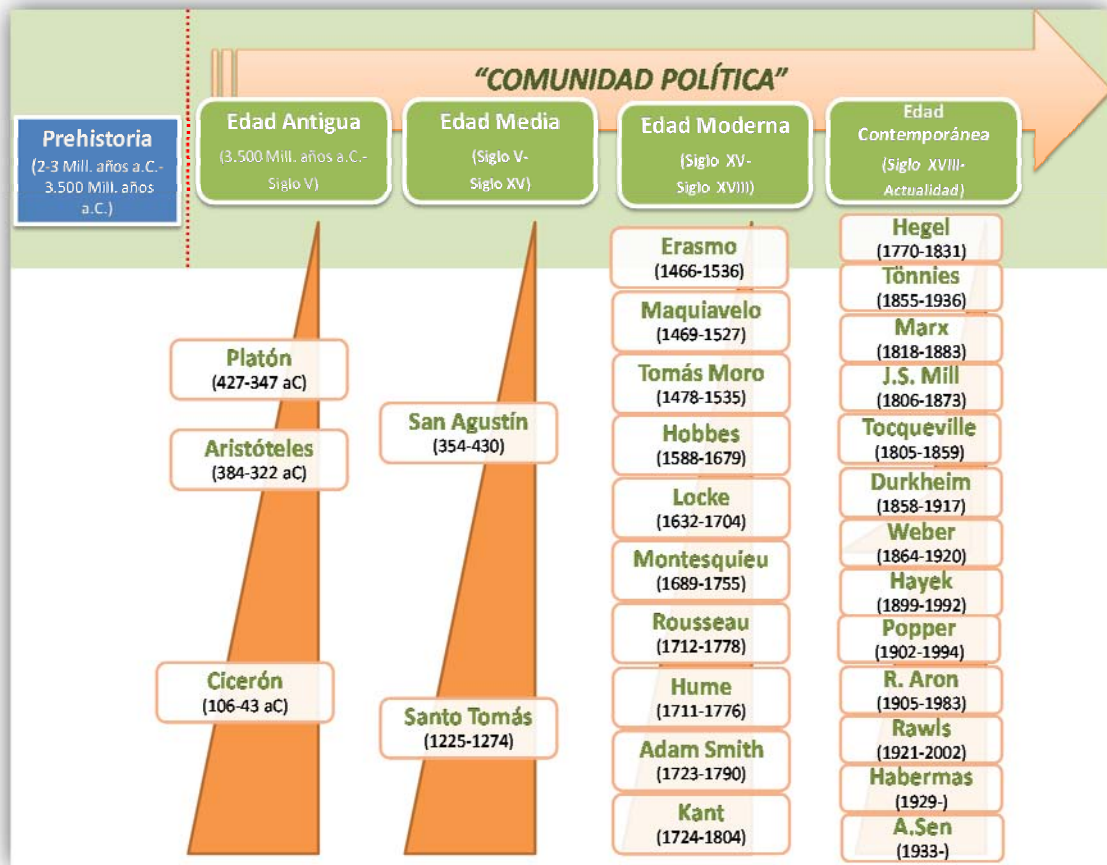 “COMUNIDAD POLÍTICA”
Prehistoria
(2-3 Mill. años a.C.-
3.500 Mill. años
a.C.)
Edad Antigua
(3.500 Mill. años a.C.-
Siglo V)
Platón
(427-347 aC)
Aristóteles
(384-322 aC)
Cicerón
(106-43 aC)
Edad Media
(Siglo V-
Siglo XV)
San Agustín
(354-430)
Santo Tomás
(1225-1274)
Edad Moderna
(Siglo XV-
Siglo XVIII)
Erasmo
(1466-1536)
Maquiavelo
(1469-1527)
Tomás Moro
(1478-1535)
Hobbes
(1588-1679)
Locke
(1632-1704)
Montesquieu
(1689-1755)
Rousseau
(1712-1778)
Hume
(1711-1776)
Adam Smith
(1723-1790)
Kant
(1724-1804)
Edad
Contemporánea
(Siglo XVIII-
Actualidad)
Hegel
(1770-1831)
Tönnies
(1855-1936)
Marx
(1818-1883)
J.S. Mill
(1806-1873)
Tocqueville
(1805-1859)
Durkheim
(1858-1917)
Weber
(1864-1920)
Hayek
(1899-1992)
Popper
(1902-1994)
R. Aron
(1905-1983)
Rawls
(1921-2002)
Habermas
(1929-)
A.Sen
(1933-)